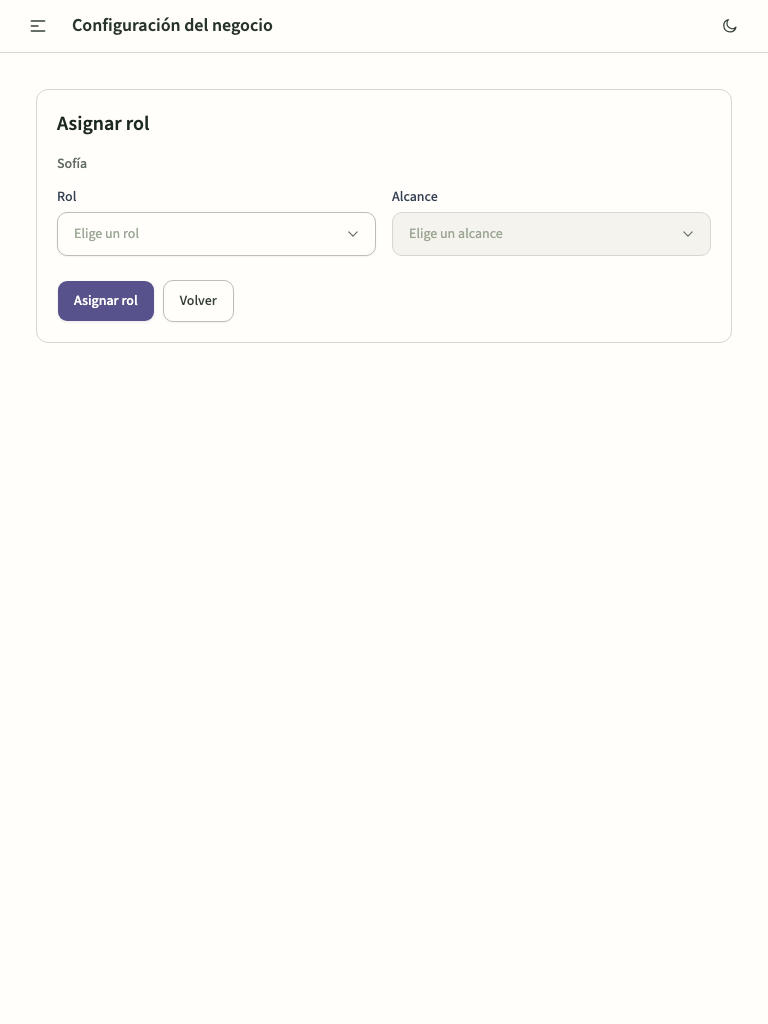 Configuración del negocio
Asignar rol
Sofía
Rol
Alcance
Elige un rol
Elige un alcance
Asignar rol
Volver